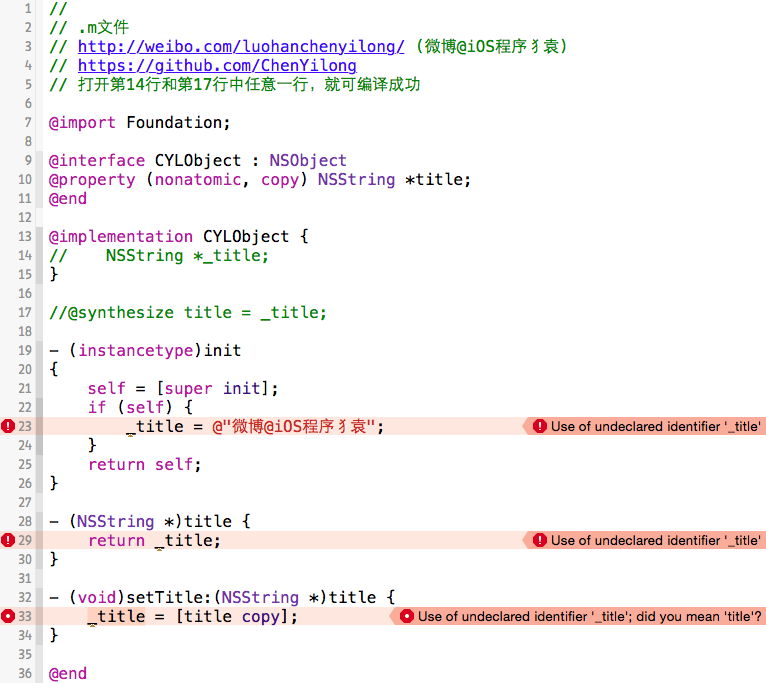 1 //
2 // .m文件
3 // http://weibo.com/luohanchenyilong/ (微博@iOS程序犭袁)
4 // https://github.com/ChenYilong
5 // 打开第14行和第17行中任意一行，就可编译成功
6
7 @import Foundation;
8
9 @interface CYLObject : NSObject
10 @property (nonatomic, copy) NSString *title;
11 @end
12
13 @implementation CYLObject {
14 //    NSString *_title;
15 }
16
17 //@synthesize title = _title;
18
19 - (instancetype)init
20 {
21     self = [super init];
22     if (self) {
23         _title = @"微博@iOS程序犭袁"; Use of undeclared identifier '_title'
24     }
25     return self;
26 }
27
28 - (NSString *)title {
29     return _title; Use of undeclared identifier '_title'
30 }
31
32 - (void)setTitle:(NSString *)title {
33     _title = [title copy]; Use of undeclared identifier '_title'; did you mean 'title'?
34 }
35
36 @end